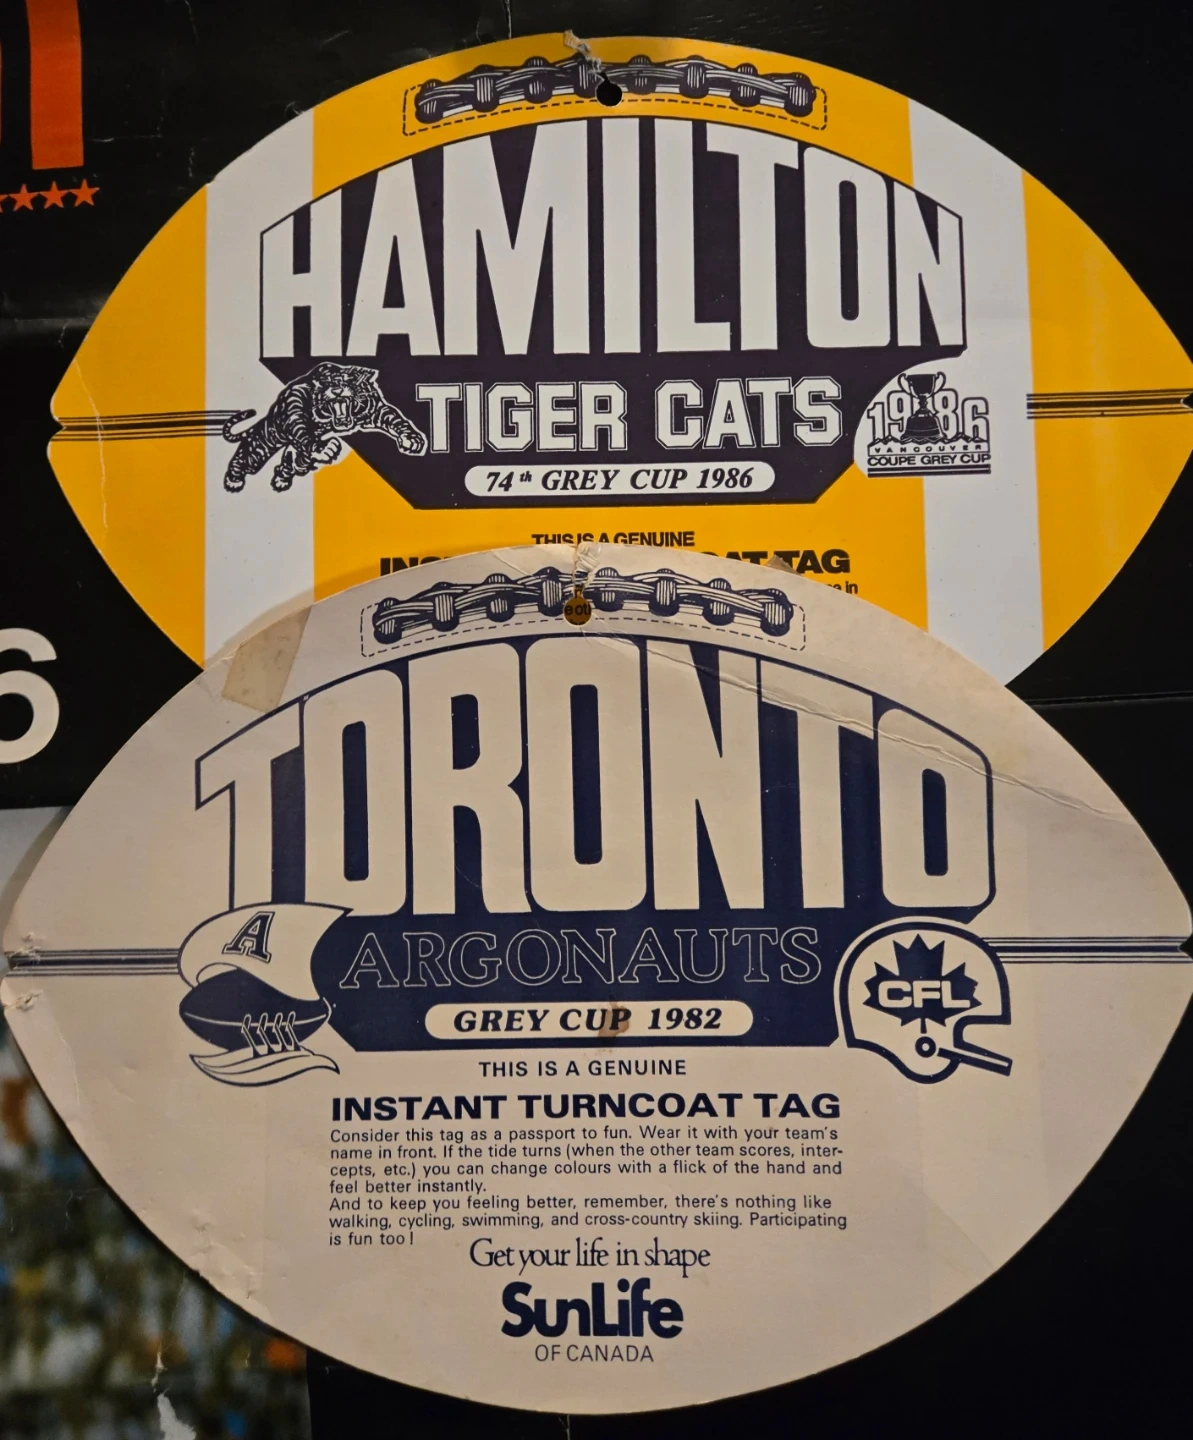 HAMILTON
TIGER CATS
1986
VANCOUVER
COUPE GREY CUP
74th GREY CUP 1986
THIS IS A GENUINE
TAG
in
6
TORONTO
A
ARGONAUTS
CFL
GREY CUP 1982
THIS IS A GENUINE
INSTANT TURNCOAT TAG
Consider this tag as a passport to fun. Wear it with your team's
name in front. If the tide turns (when the other team scores, inter-
cepts, etc.) you can change colours with a flick of the hand and
feel better instantly.
And to keep you feeling better, remember, there's nothing like
walking, cycling, swimming, and cross-country skiing. Participating
is fun too!
Get your life in shape
SunLife
OF CANADA